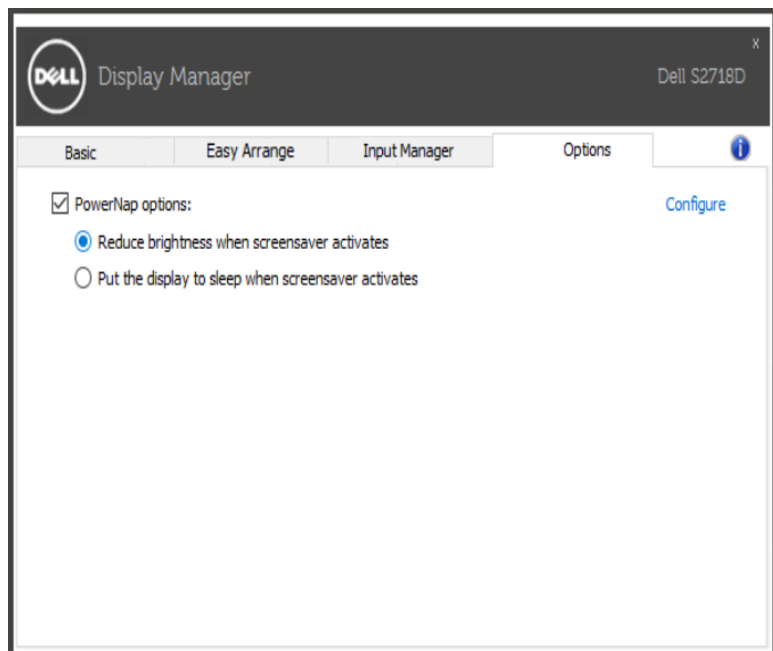 x
DELL Display Manager Dell S2718D
Basic Easy Arrange Input Manager Options i
PowerNap options: Configure
Reduce brightness when screensaver activates
Put the display to sleep when screensaver activates